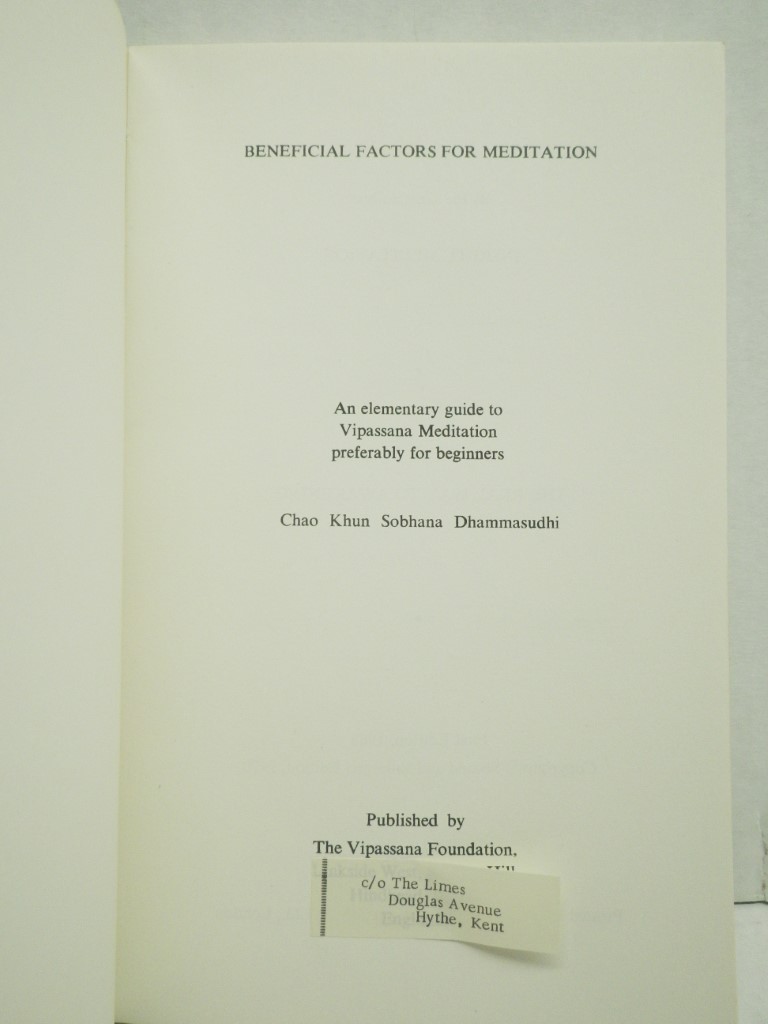 BENEFICIAL FACTORS FOR MEDITATION
An elementary guide to
Vipassana Meditation
preferably for beginners
Chao Khun Sobhana Dhammasudhi
Published by
The Vipassana Foundation,
c/o The Limes
Douglas Avenue
Hythe, Kent